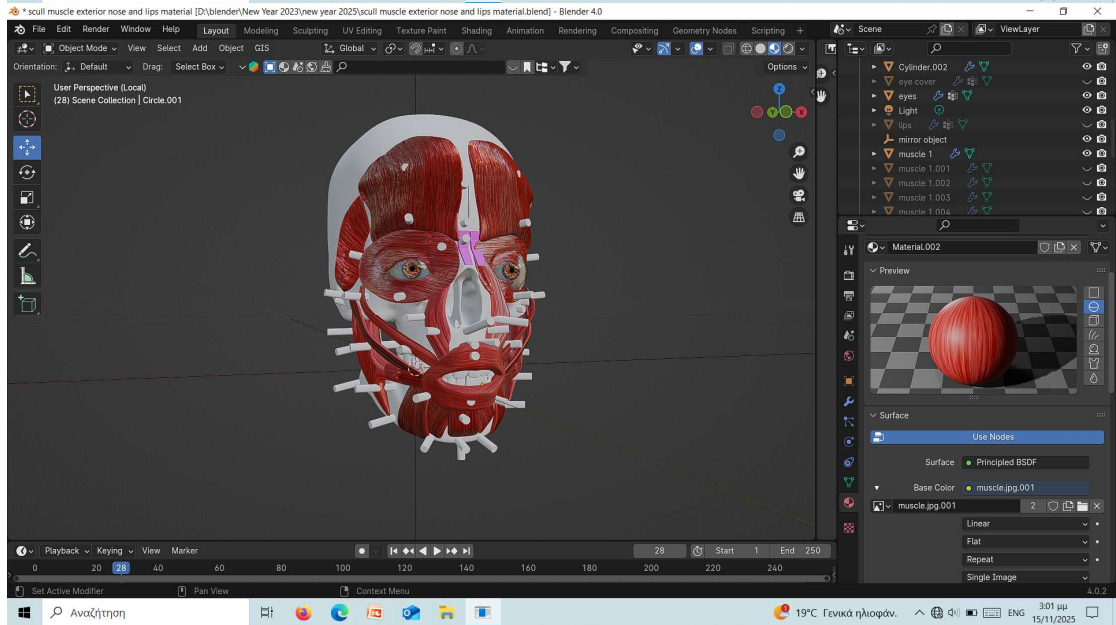 * scull muscle exterior nose and lips material [D:\blender\New Year 2023\new year 2025\scull muscle exterior nose and lips material.blend] - Blender 4.0
File Edit Render Window Help Layout Modeling Sculpting UV Editing Texture Paint Shading Animation Rendering Compositing Geometry Nodes Scripting + Scene ViewLayer
Object Mode View Select Add Object GIS Global
Orientation: Default Drag: Select Box Options
User Perspective (Local)
(28) Scene Collection | Circle.001
Z
Y
X
Cylinder.002
eye cover
eyes
Light
lips
mirror object
muscle 1
muscle 1.001
muscle 1.002
muscle 1.003
muscle 1.004
Material.002
Preview
Surface
Use Nodes
Surface Principled BSDF
Base Color muscle.jpg.001
muscle.jpg.001 2
Linear
Flat
Repeat
Single Image
Playback Keying View Marker 28 Start 1 End 250
0 20 28 40 60 80 100 120 140 160 180 200 220 240
Set Active Modifier Pan View Context Menu 4.0.2
Αναζήτηση 19°C Γενικά ηλιοφάν. ENG 3:01 μμ
15/11/2025